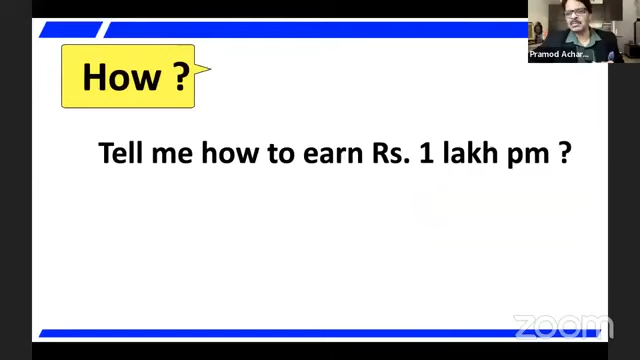 How ?
Pramod Achar...
Tell me how to earn Rs. 1 lakh pm ?
zoom